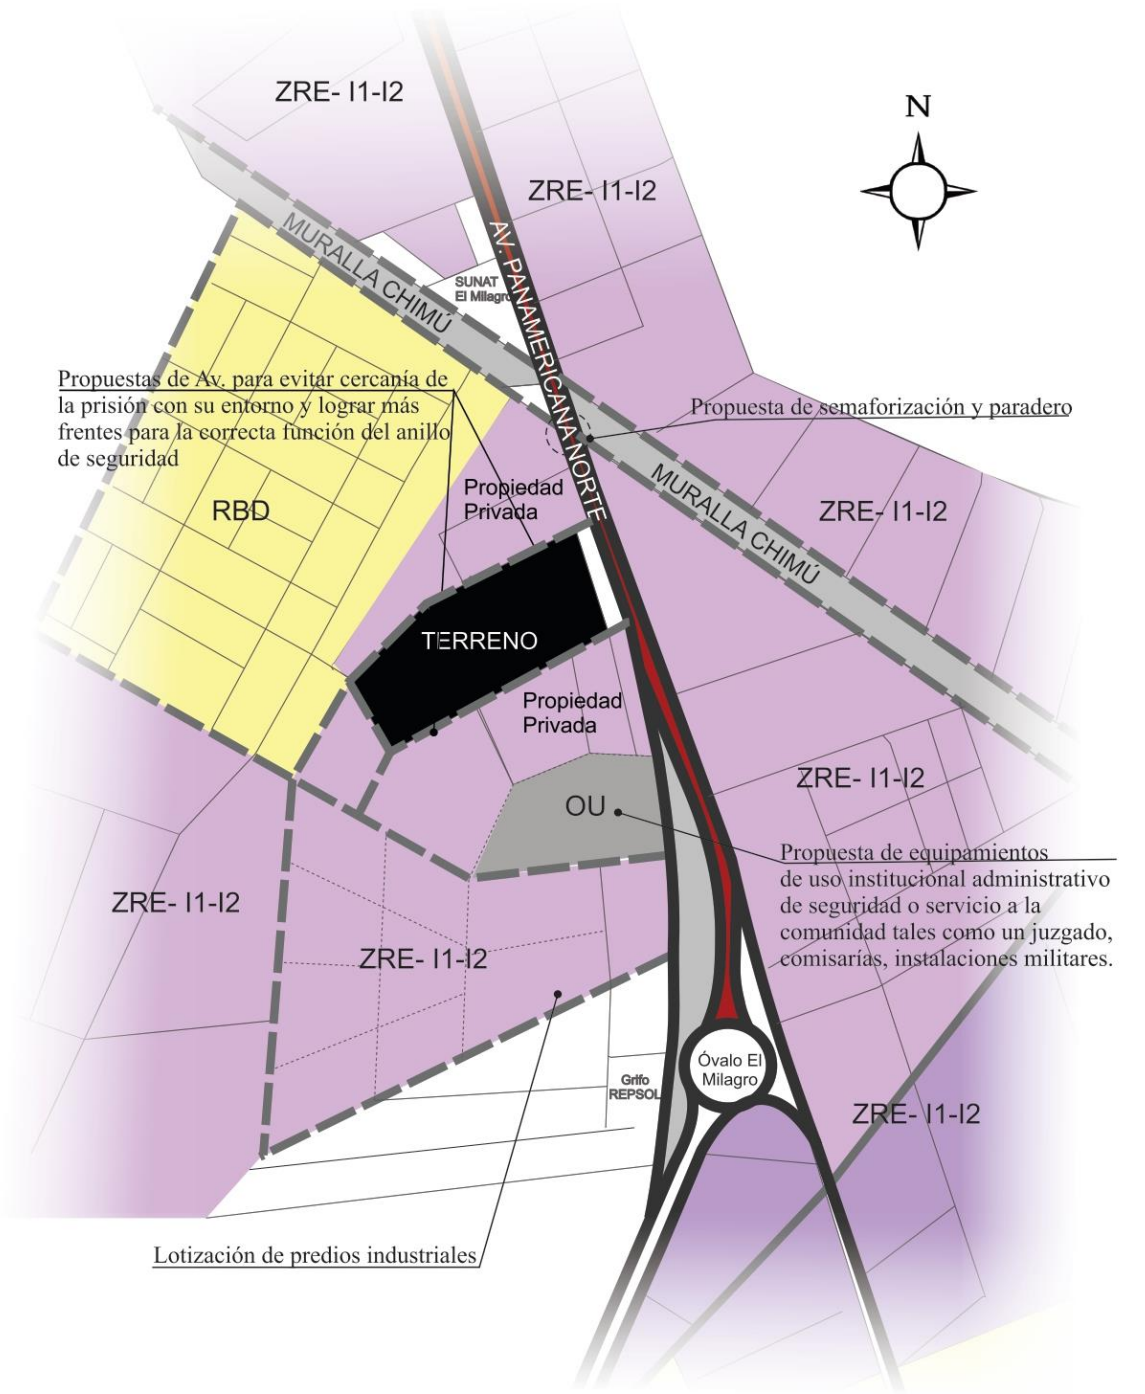 ZRE- I1-I2
N
ZRE- I1-I2
MURALLA CHIMÚ
AV. PANAMERICANA NORTE
SUNAT
El Milagro
Propuestas de Av. para evitar cercanía de
la prisión con su entorno y lograr más
frentes para la correcta función del anillo
de seguridad
Propuesta de semaforización y paradero
Propiedad
Privada
RBD
MURALLA CHIMÚ
ZRE- I1-I2
TERRENO
Propiedad
Privada
OU
ZRE- I1-I2
Propuesta de equipamientos
de uso institucional administrativo
de seguridad o servicio a la
comunidad tales como un juzgado,
comisarías, instalaciones militares.
ZRE- I1-I2
ZRE- I1-I2
Óvalo El
Milagro
Grifo
REPSOL
ZRE- I1-I2
Lotización de predios industriales